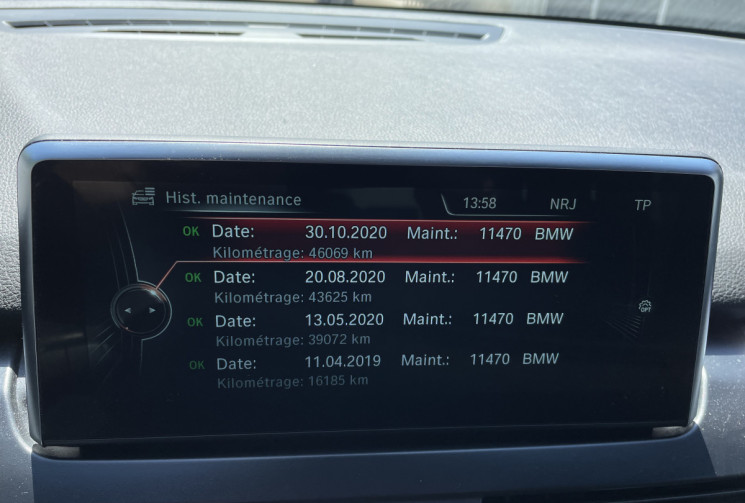 Hist. maintenance 13:58 NRJ TP
OK Date: 30.10.2020 Maint.: 11470 BMW
Kilométrage: 46069 km
OK Date: 20.08.2020 Maint.: 11470 BMW
Kilométrage: 43625 km
OK Date: 13.05.2020 Maint.: 11470 BMW
Kilométrage: 39072 km
OK Date: 11.04.2019 Maint.: 11470 BMW
Kilométrage: 16185 km
OPT